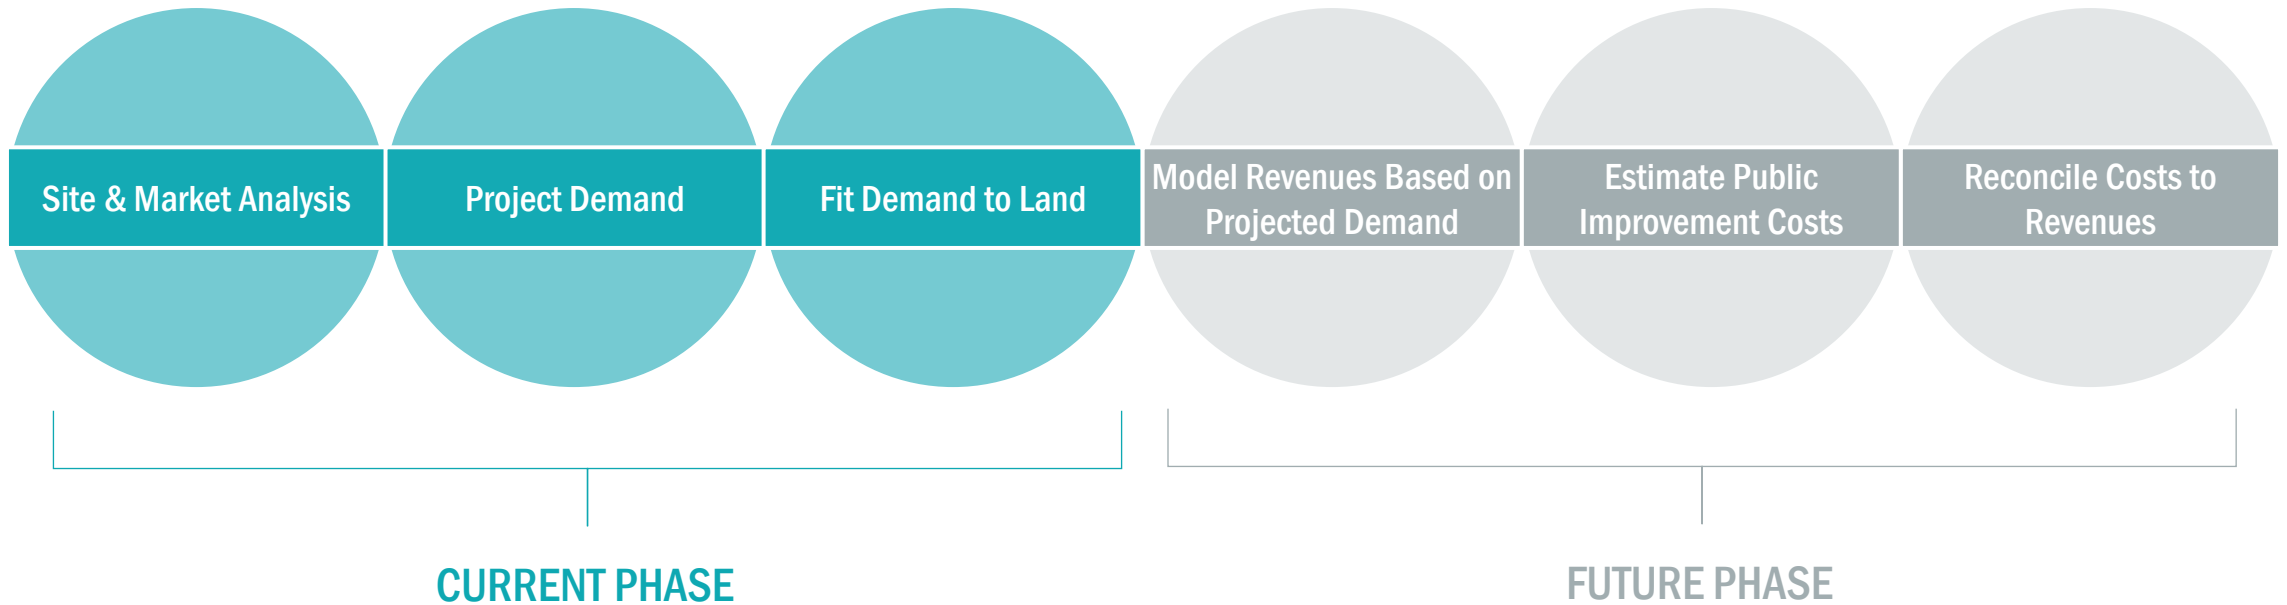 Site & Market Analysis
Project Demand
Fit Demand to Land
Model Revenues Based on
Projected Demand
Estimate Public
Improvement Costs
Reconcile Costs to
Revenues
CURRENT PHASE
FUTURE PHASE